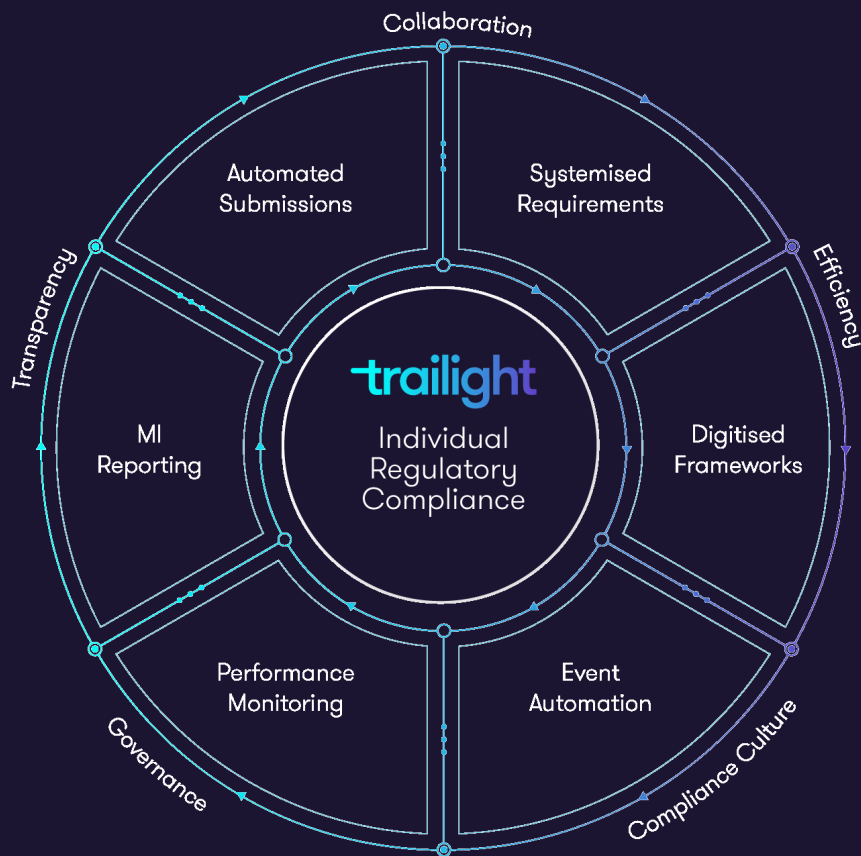 Collaboration
Automated
Submissions
Systemised
Requirements
Transparency
Efficiency
trailight
Individual
Regulatory
Compliance
MI
Reporting
Digitised
Frameworks
Performance
Monitoring
Event
Automation
Governance
Compliance Culture